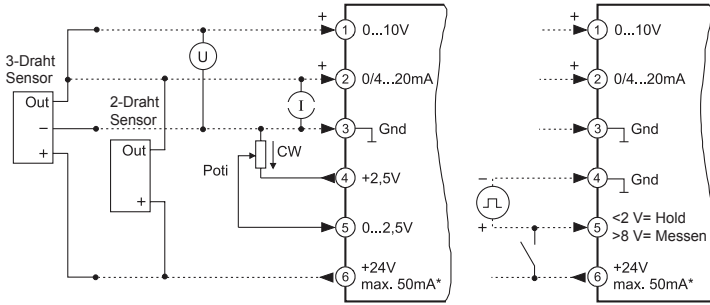 +
1
0...10V
3-Draht
Sensor
U
+
2
0/4...20mA
Out
2-Draht
Sensor
I
−
+
3
Gnd
Out
CW
Poti
4
+2,5V
+
5
0...2,5V
6
+24V
max. 50mA*
+
1
0...10V
+
2
0/4...20mA
3
Gnd
−
4
Gnd
+
5
<2 V= Hold
>8 V= Messen
6
+24V
max. 50mA*